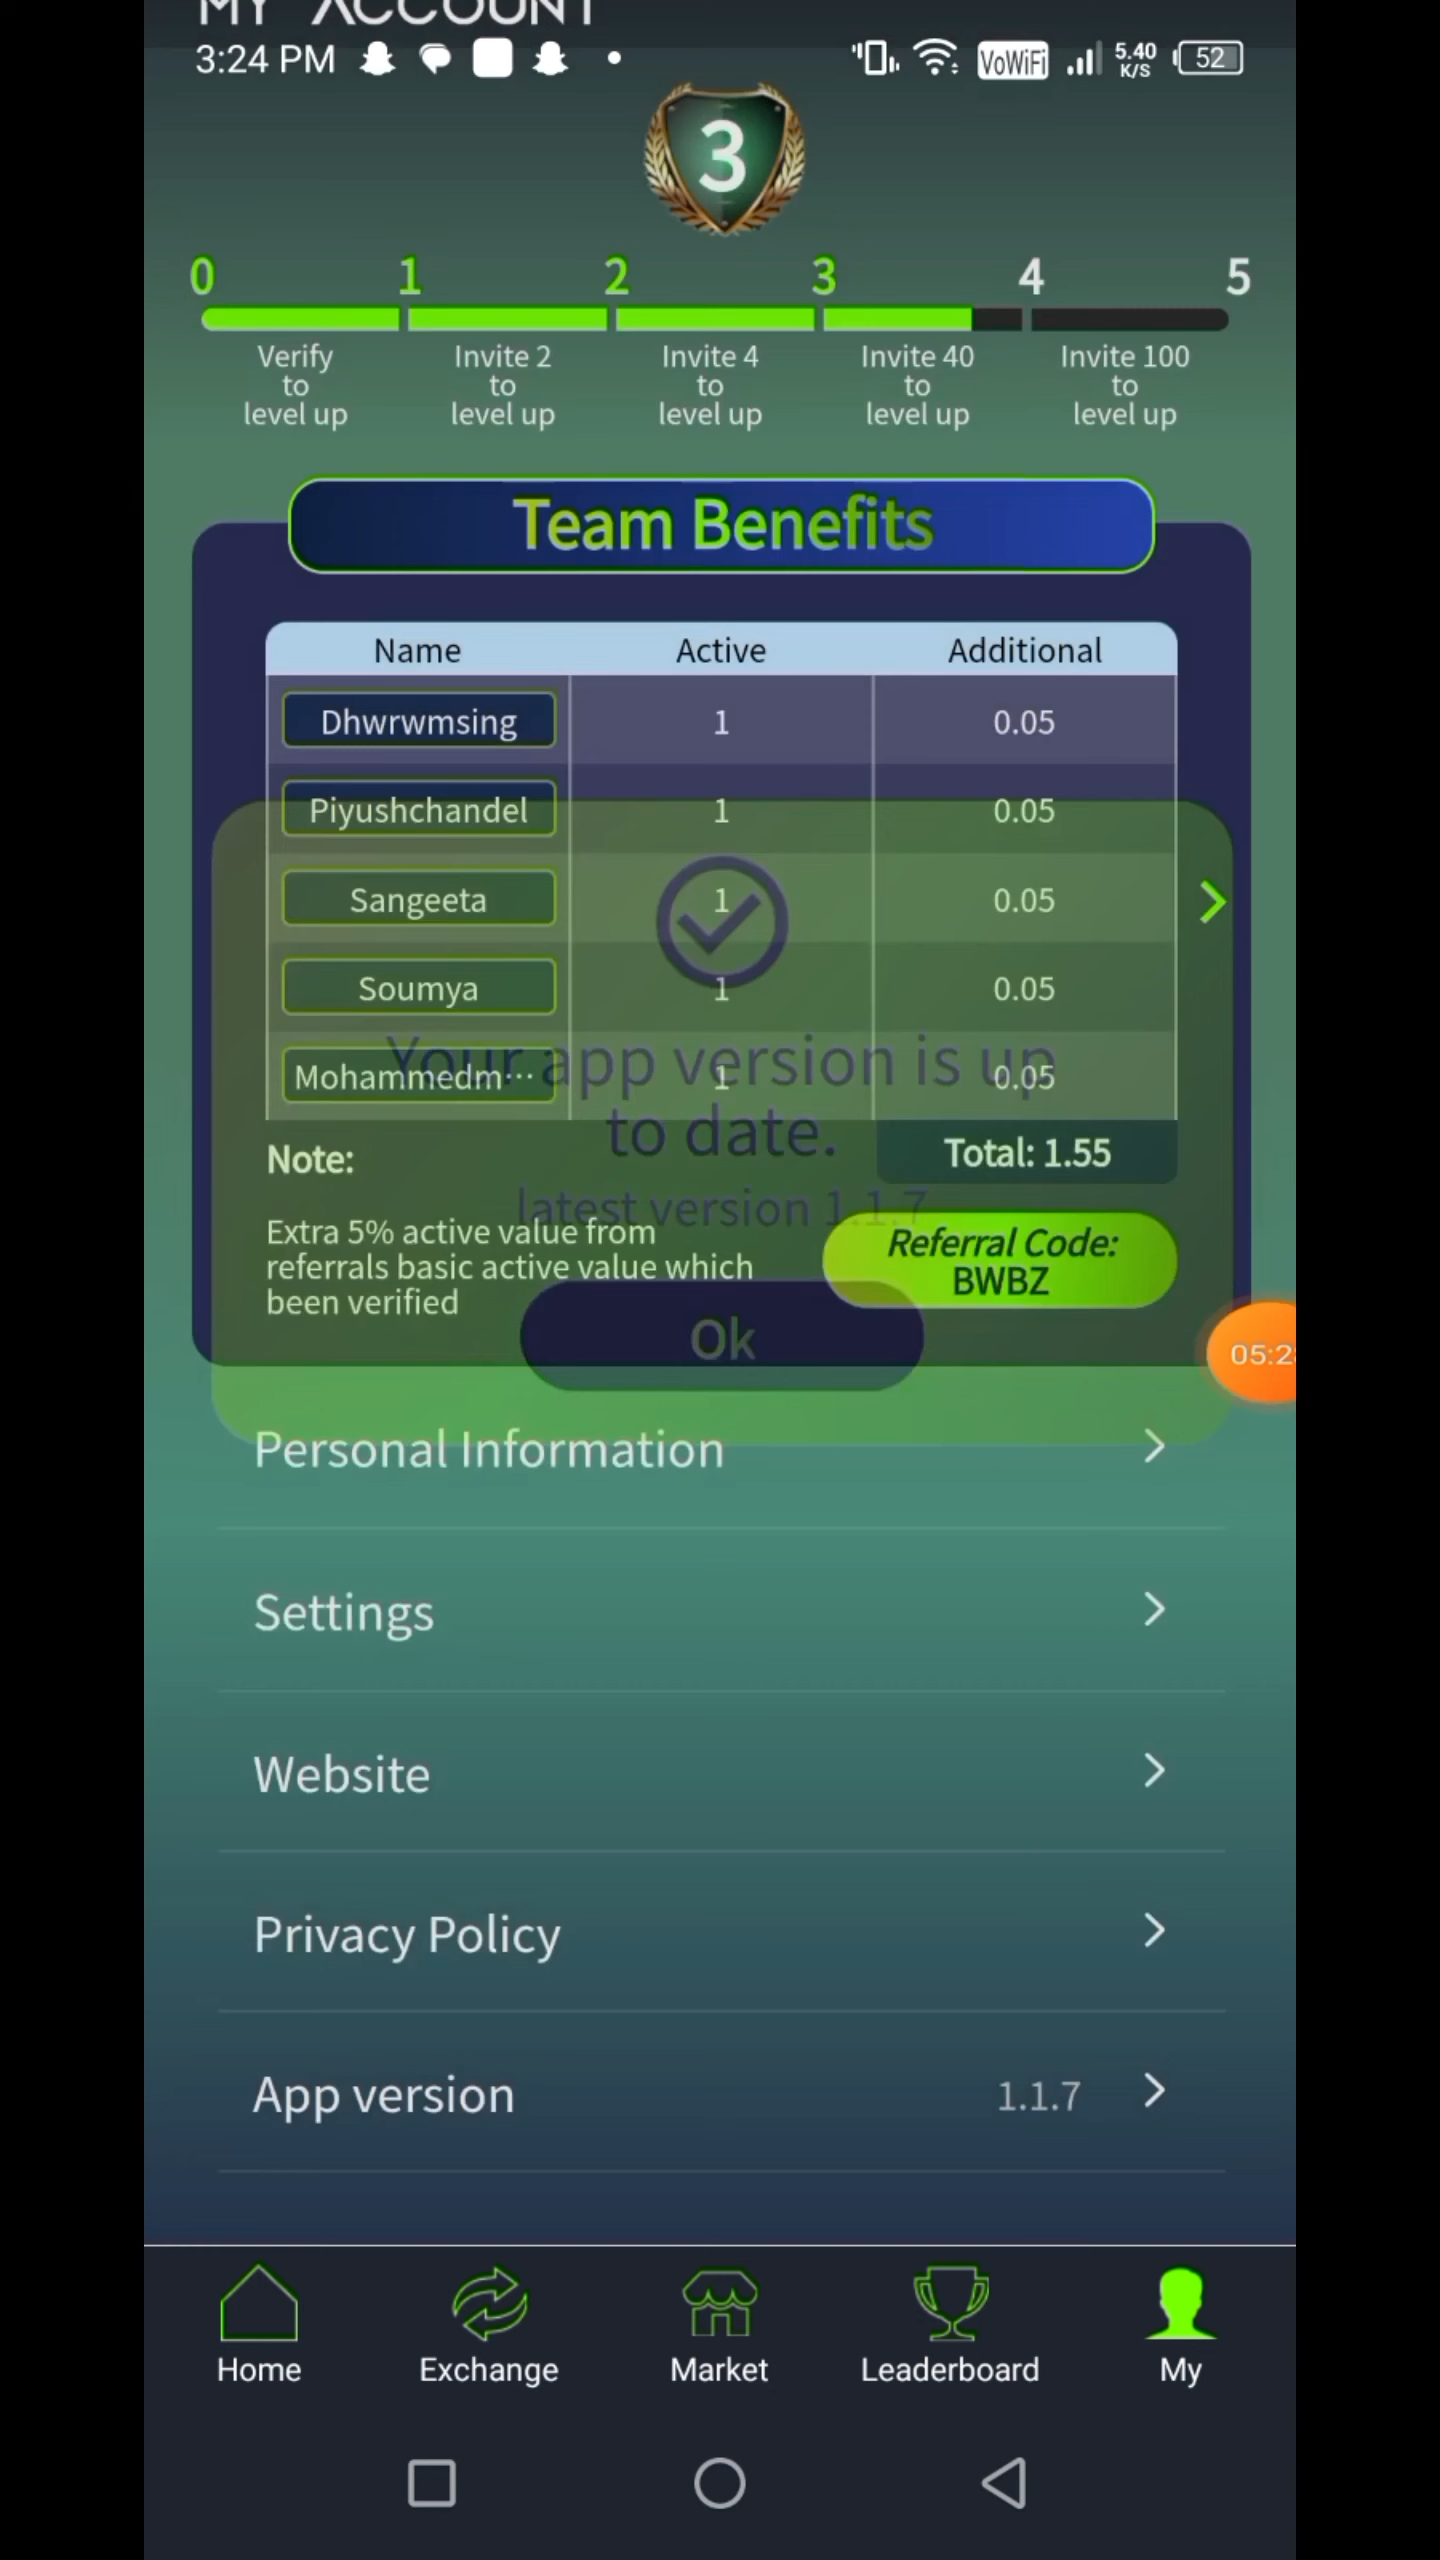 MY ACCOUNT
3:24 PM VoWiFi 5.40 K/S 52
3
0 1 2 3 4 5
Verify to level up
Invite 2 to level up
Invite 4 to level up
Invite 40 to level up
Invite 100 to level up
Team Benefits
Name Active Additional
Dhwrwmsing 1 0.05
Piyushchandel 1 0.05
Sangeeta 1 0.05
Soumya 1 0.05
Mohammedm... 1 0.05
Your app version is up
to date.
latest version 1.1.7
Ok
Note:
Total: 1.55
Extra 5% active value from
referrals basic active value which
been verified
Referral Code:
BWBZ
05:2
Personal Information
Settings
Website
Privacy Policy
App version 1.1.7
Home Exchange Market Leaderboard My